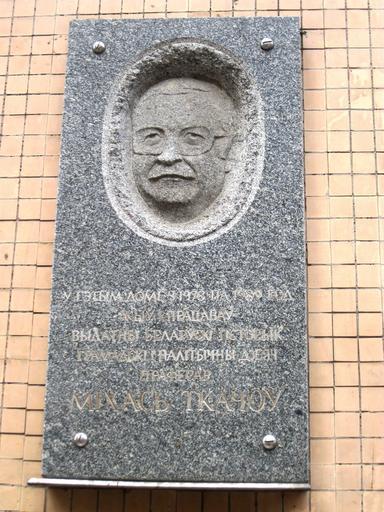 У ГЭТЫМ ДОМЕ З 1978 ПА 1989 ГОД
ЖЫЎ І ПРАЦАВАЎ
ВЫДАТНЫ БЕЛАРУСКІ ГІСТОРЫК
ГРАМАДСКІ І ПАЛІТЫЧНЫ ДЗЕЯЧ
ПРАФЕСАР
МІХАСЬ ТКАЧОЎ